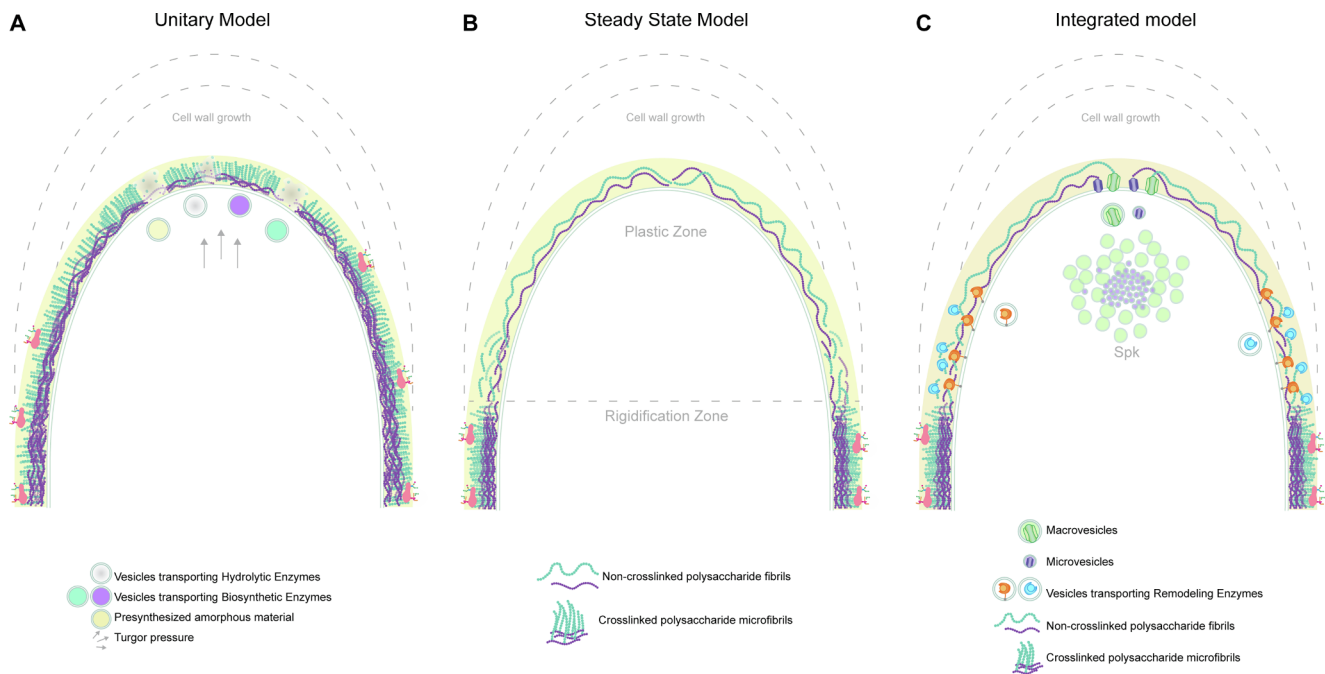 A
Unitary Model
Cell wall growth
Vesicles transporting Hydrolytic Enzymes
Vesicles transporting Biosynthetic Enzymes
Presynthesized amorphous material
Turgor pressure
B
Steady State Model
Cell wall growth
Plastic Zone
Rigidification Zone
Non-crosslinked polysaccharide fibrils
Crosslinked polysaccharide microfibrils
C
Integrated model
Cell wall growth
Spk
Macrovesicles
Microvesicles
Vesicles transporting Remodeling Enzymes
Non-crosslinked polysaccharide fibrils
Crosslinked polysaccharide microfibrils